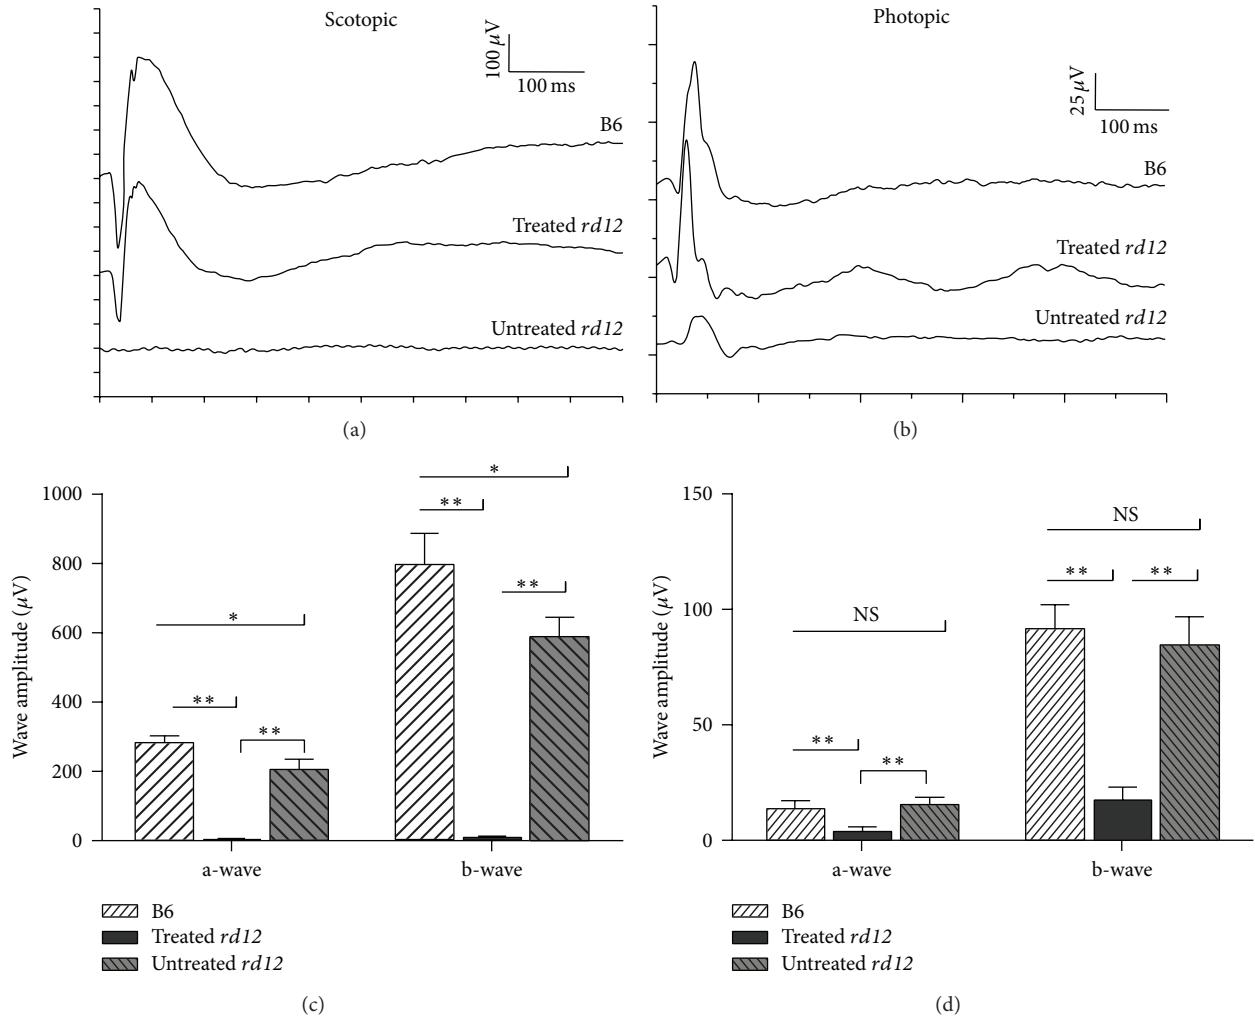 Scotopic
100 μV
100 ms
B6
Treated rd12
Untreated rd12
(a)
Photopic
25 μV
100 ms
B6
Treated rd12
Untreated rd12
(b)
Wave amplitude (μV)
1000
800
600
400
200
0
*
**
**
*
**
**
a-wave
b-wave
B6
Treated rd12
Untreated rd12
(c)
Wave amplitude (μV)
150
100
50
0
NS
**
**
NS
**
**
a-wave
b-wave
B6
Treated rd12
Untreated rd12
(d)